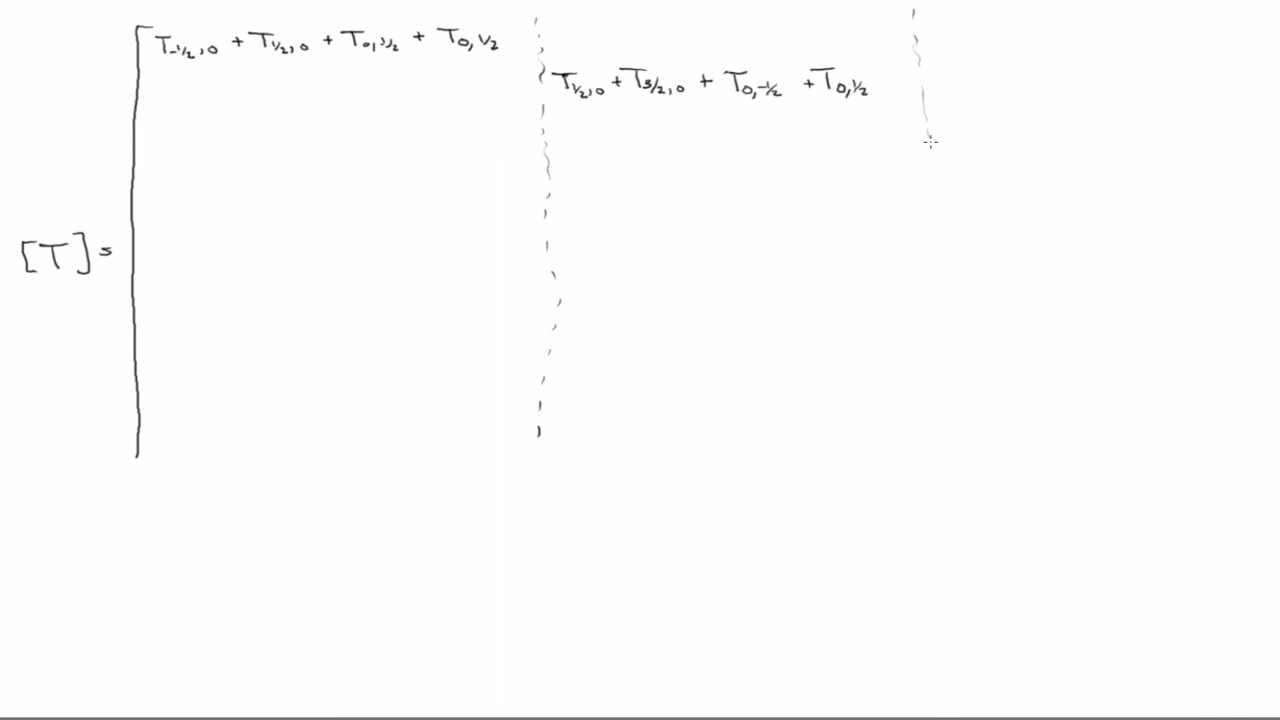 T₋₁/₂,₀ + T₁/₂,₀ + T₀,₁/₂ + T₀,₁/₂
T₁/₂,₀ + T₃/₂,₀ + T₀,₋₁/₂ + T₀,₁/₂
[T] =